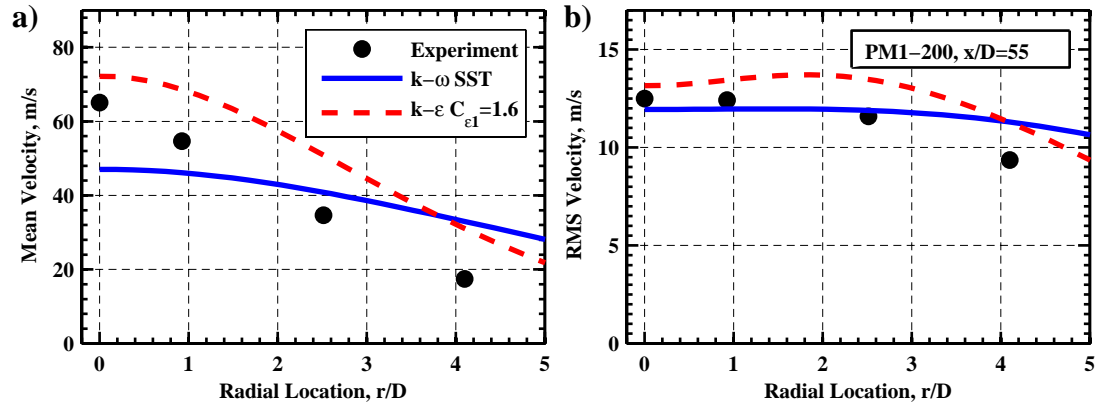 a)
Mean Velocity, m/s
80
60
40
20
0
0 1 2 3 4 5
Radial Location, r/D
Experiment
k−ω SST
k−ε Cε1=1.6
b)
RMS Velocity, m/s
15
10
5
0
0 1 2 3 4 5
Radial Location, r/D
PM1−200, x/D=55